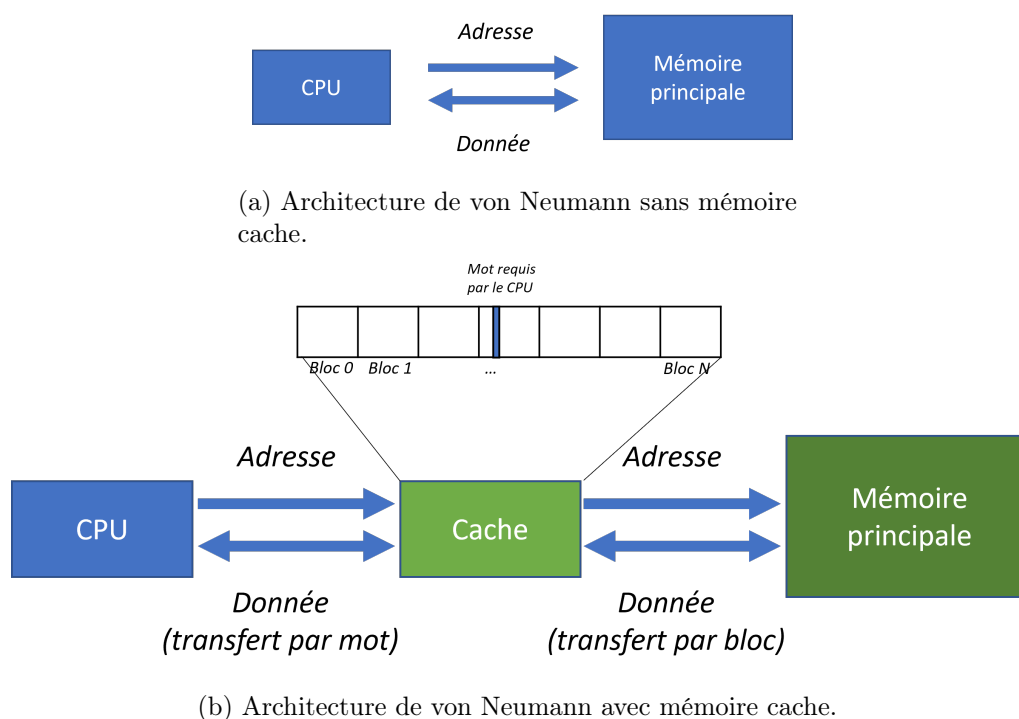 Adresse
CPU
Mémoire
principale
Donnée
(a) Architecture de von Neumann sans mémoire
cache.
Mot requis
par le CPU
Bloc 0
Bloc 1
...
Bloc N
Adresse
Adresse
CPU
Cache
Mémoire
principale
Donnée
(transfert par mot)
Donnée
(transfert par bloc)
(b) Architecture de von Neumann avec mémoire cache.